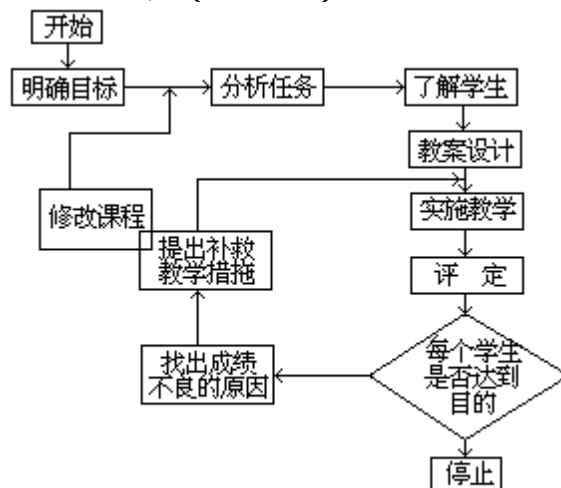 开始
明确目标
分析任务
了解学生
教案设计
修改课程
实施教学
提出补救
教学措拖
评 定
每个学生
是否达到
目的
找出成绩
不良的原因
停止